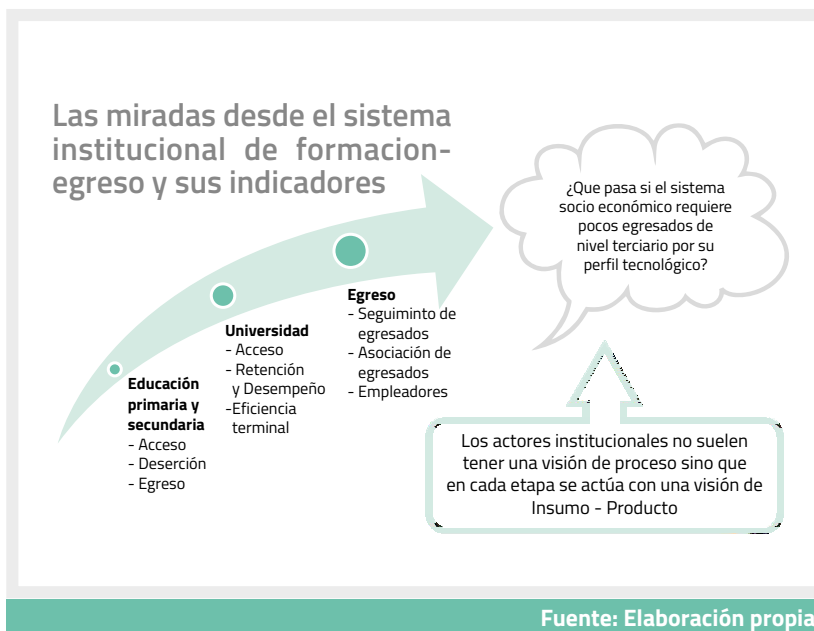 Las miradas desde el sistema
institucional de formacion-
egreso y sus indicadores
¿Que pasa si el sistema
socio económico requiere
pocos egresados de
nivel terciario por su
perfil tecnológico?
Educación
primaria y
secundaria
- Acceso
- Deserción
- Egreso
Universidad
- Acceso
- Retención
y Desempeño
-Eficiencia
terminal
Egreso
- Seguiminto de
egresados
- Asociación de
egresados
- Empleadores
Los actores institucionales no suelen
tener una visión de proceso sino que
en cada etapa se actúa con una visión de
Insumo - Producto
Fuente: Elaboración propia